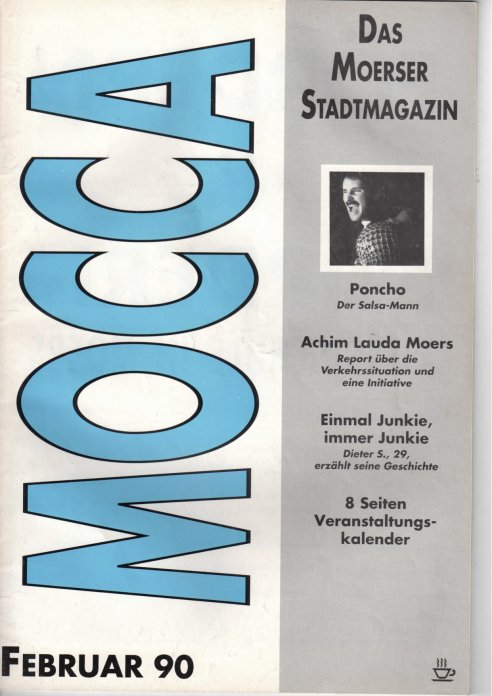 MOCCA
DAS
MOERSER
STADTMAGAZIN
Poncho
Der Salsa-Mann
Achim Lauda Moers
Report über die
Verkehrssituation und
eine Initiative
Einmal Junkie,
immer Junkie
Dieter S., 29,
erzählt seine Geschichte
8 Seiten
Veranstaltungs-
kalender
FEBRUAR 90